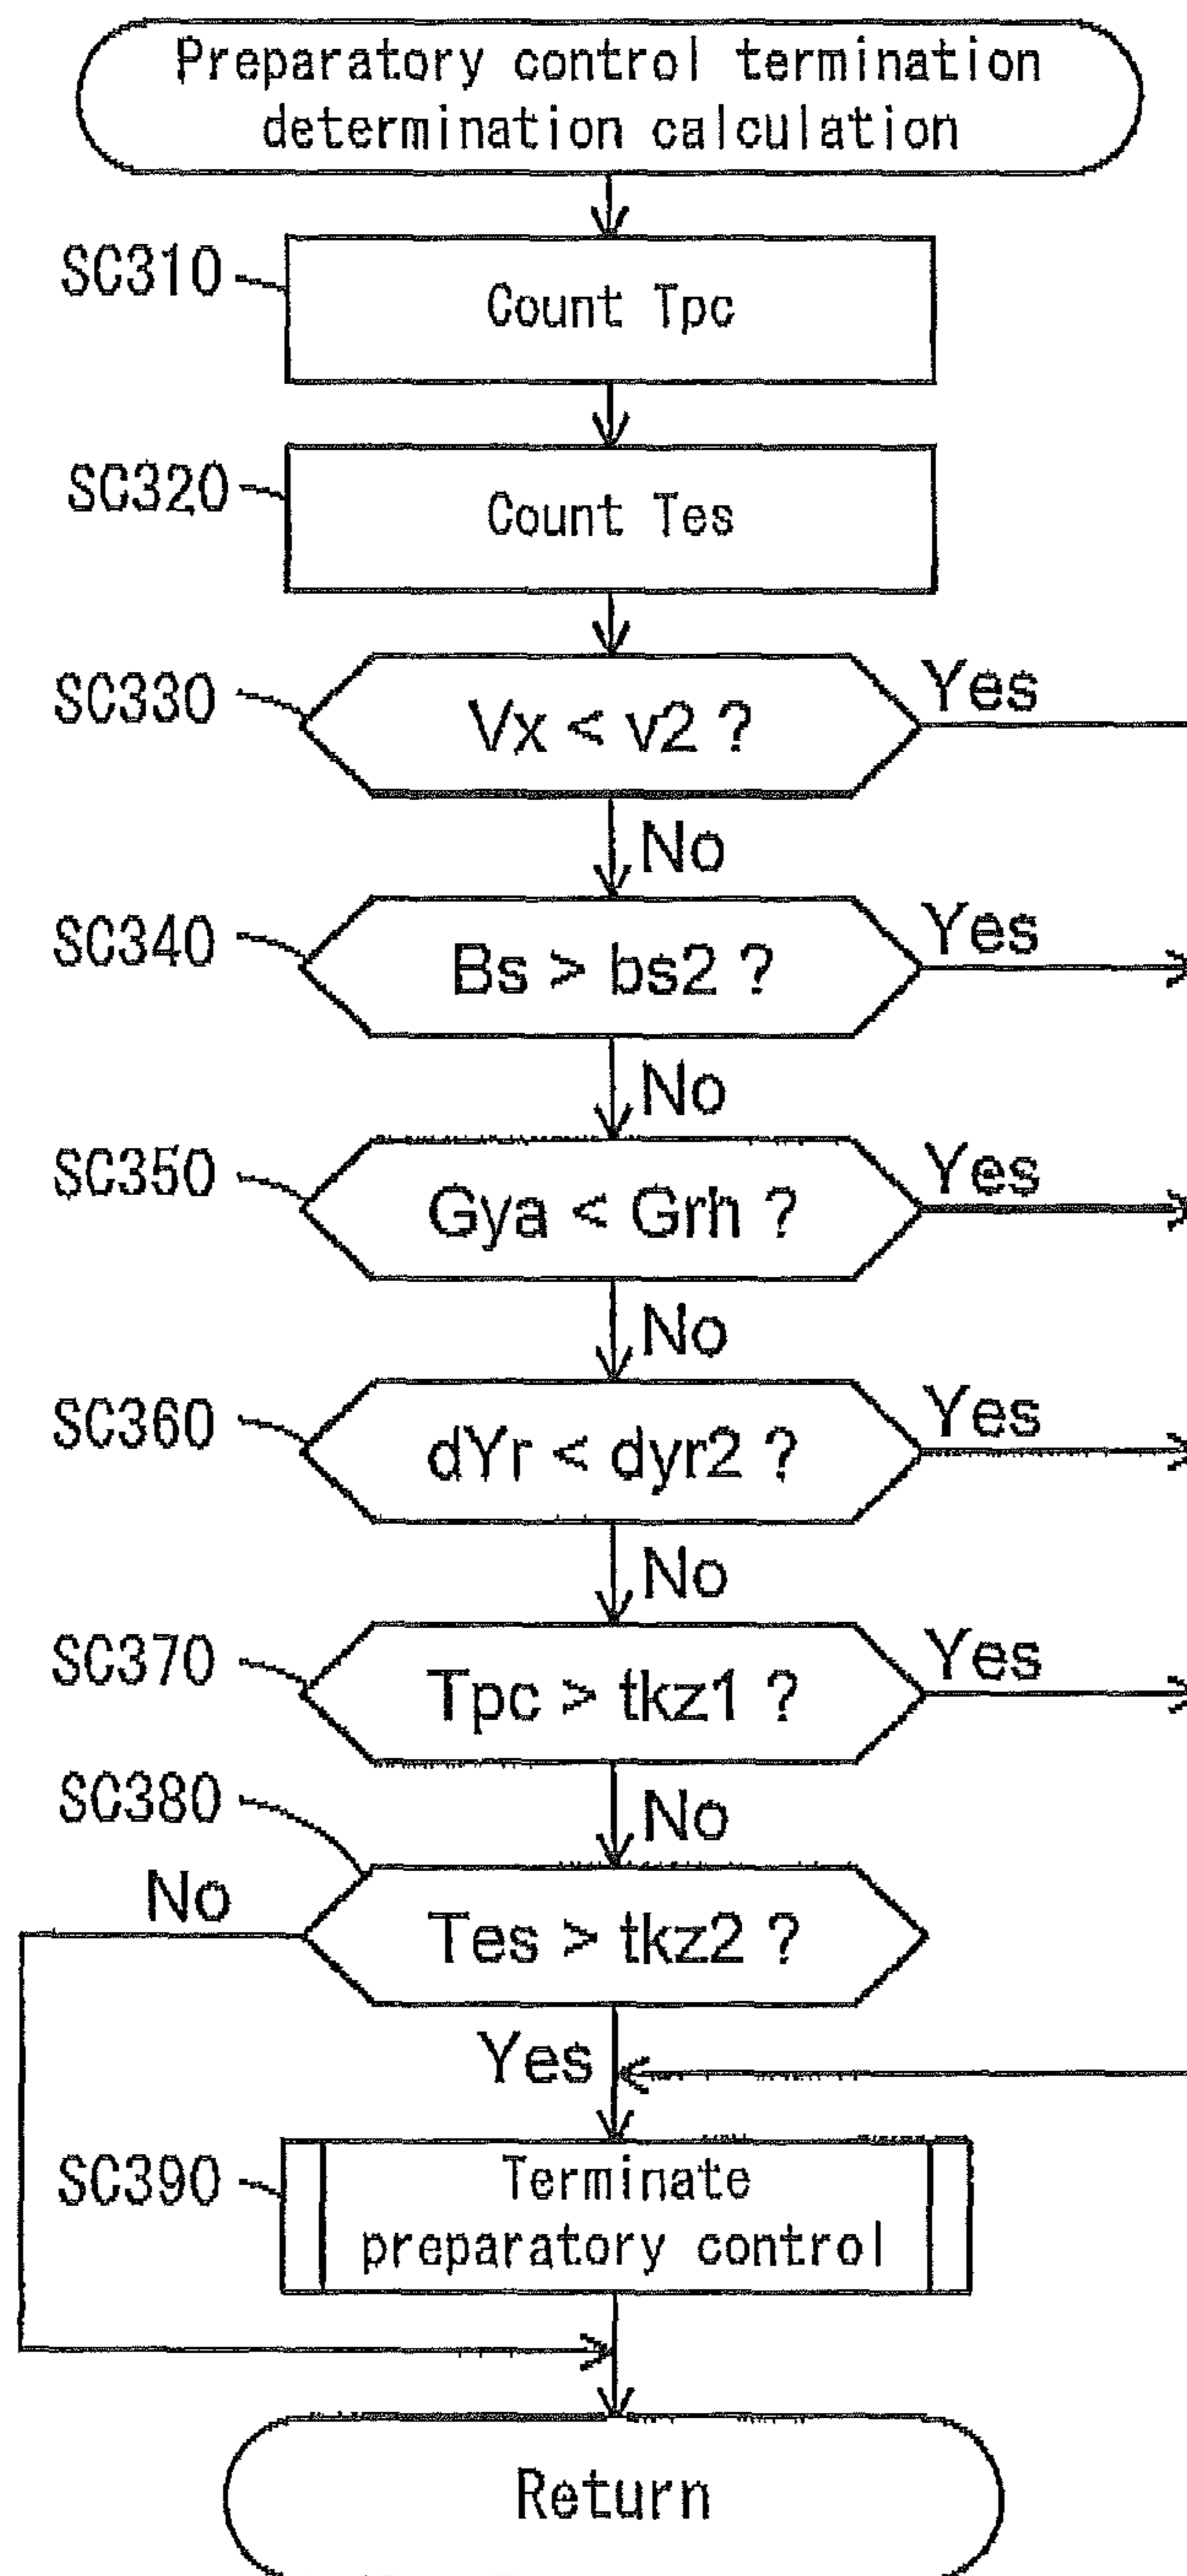 Preparatory control termination
determination calculation
SC310
Count Tpc
SC320
Count Tes
SC330
Vx < v2 ?
Yes
No
SC340
Bs > bs2 ?
Yes
No
SC350
Gya < Grh ?
Yes
No
SC360
dYr < dyr2 ?
Yes
No
SC370
Tpc > tkz1 ?
Yes
No
SC380
No
Tes > tkz2 ?
Yes
SC390
Terminate
preparatory control
Return